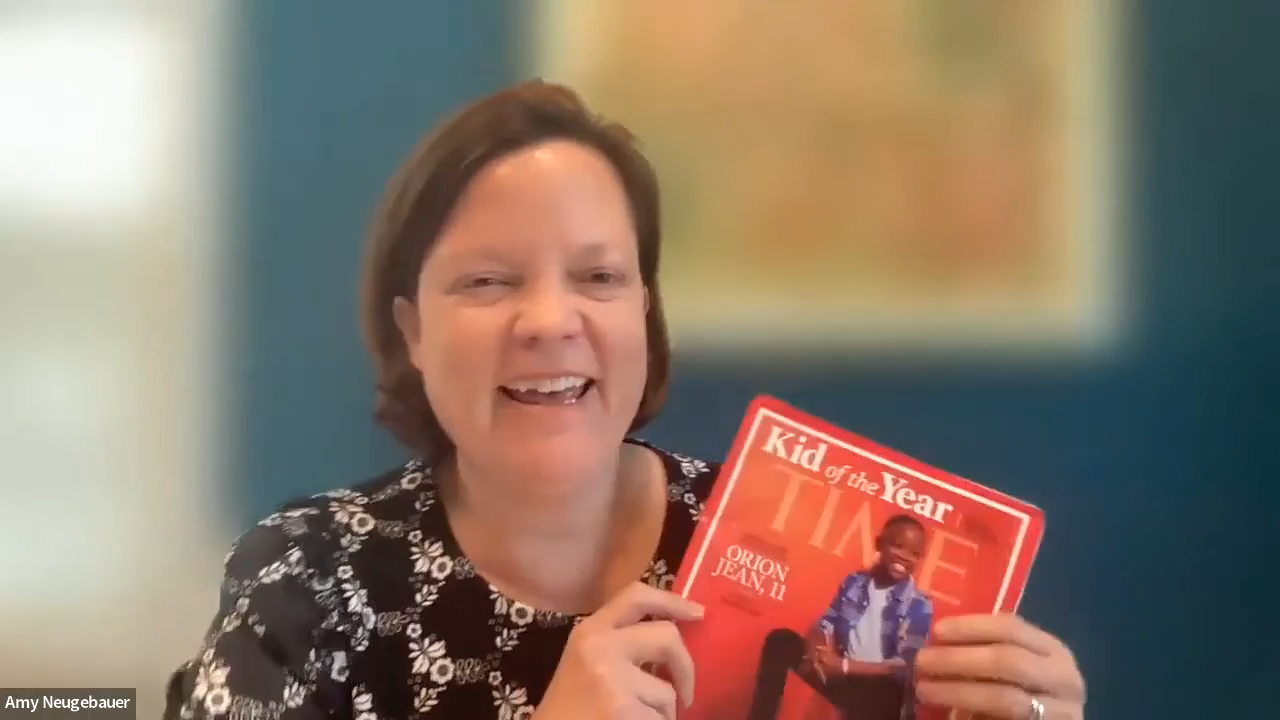 Kid of the Year
TIME
ORION
JEAN, 11
Amy Neugebauer